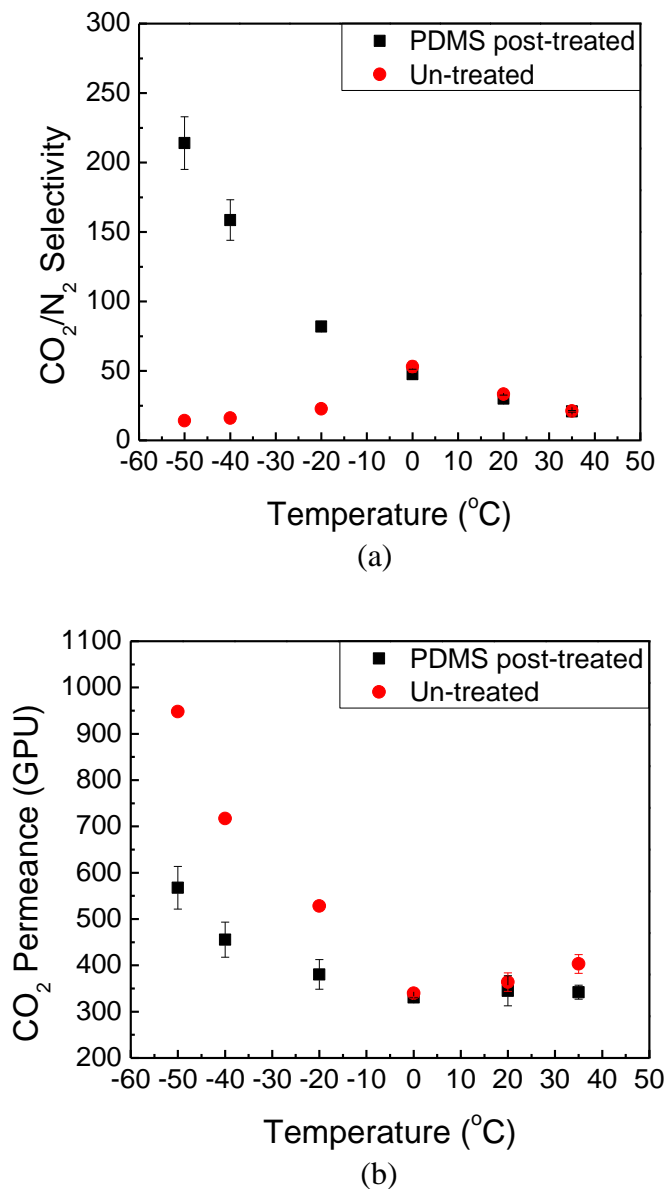 300
250
200
150
100
50
0
CO₂/N₂ Selectivity
PDMS post-treated
Un-treated
-60 -50 -40 -30 -20 -10 0 10 20 30 40 50
Temperature (°C)
(a)
1100
1000
900
800
700
600
500
400
300
200
CO₂ Permeance (GPU)
PDMS post-treated
Un-treated
-60 -50 -40 -30 -20 -10 0 10 20 30 40 50
Temperature (°C)
(b)